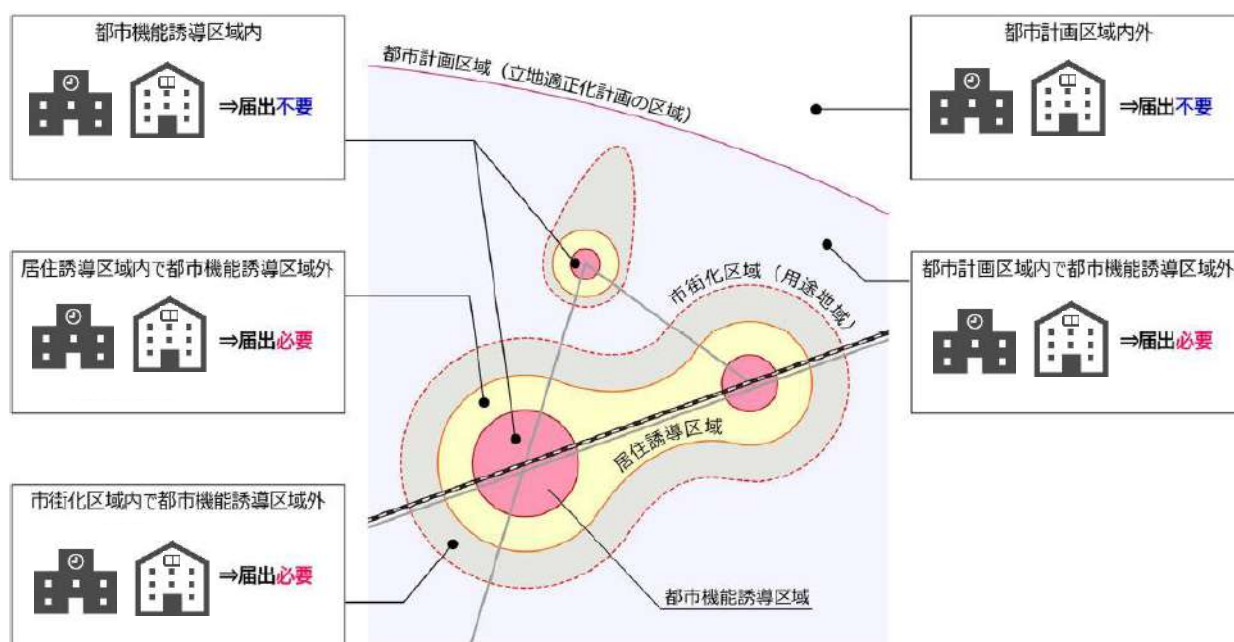 都市機能誘導区域内
⇒届出不要
居住誘導区域内で都市機能誘導区域外
⇒届出必要
市街化区域内で都市機能誘導区域外
⇒届出必要
都市計画区域（立地適正化計画の区域）
市街化区域（用途地域）
居住誘導区域
都市機能誘導区域
都市計画区域内外
⇒届出不要
都市計画区域内で都市機能誘導区域外
⇒届出必要